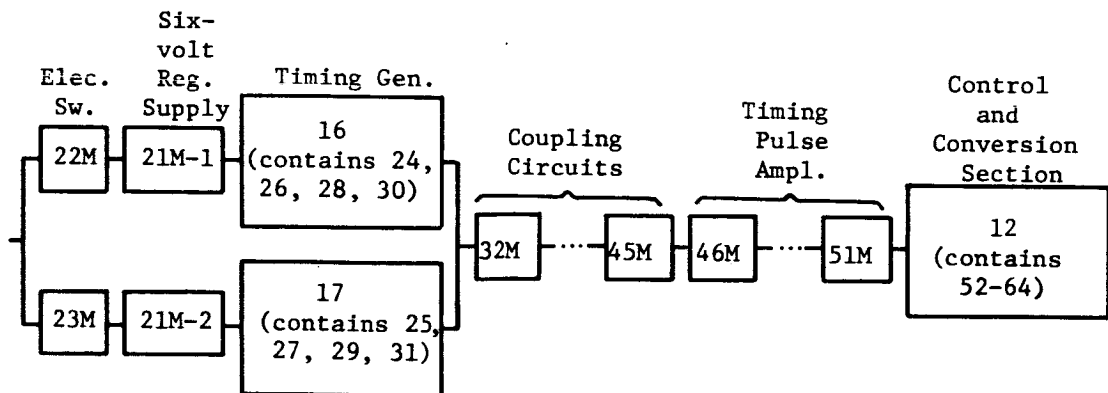 Six-
volt
Reg.
Supply
Elec.
Sw.
Timing Gen.
22M
21M-1
16
(contains 24,
26, 28, 30)
23M
21M-2
17
(contains 25,
27, 29, 31)
Coupling
Circuits
32M
45M
Timing
Pulse
Ampl.
46M
51M
Control
and
Conversion
Section
12
(contains
52-64)